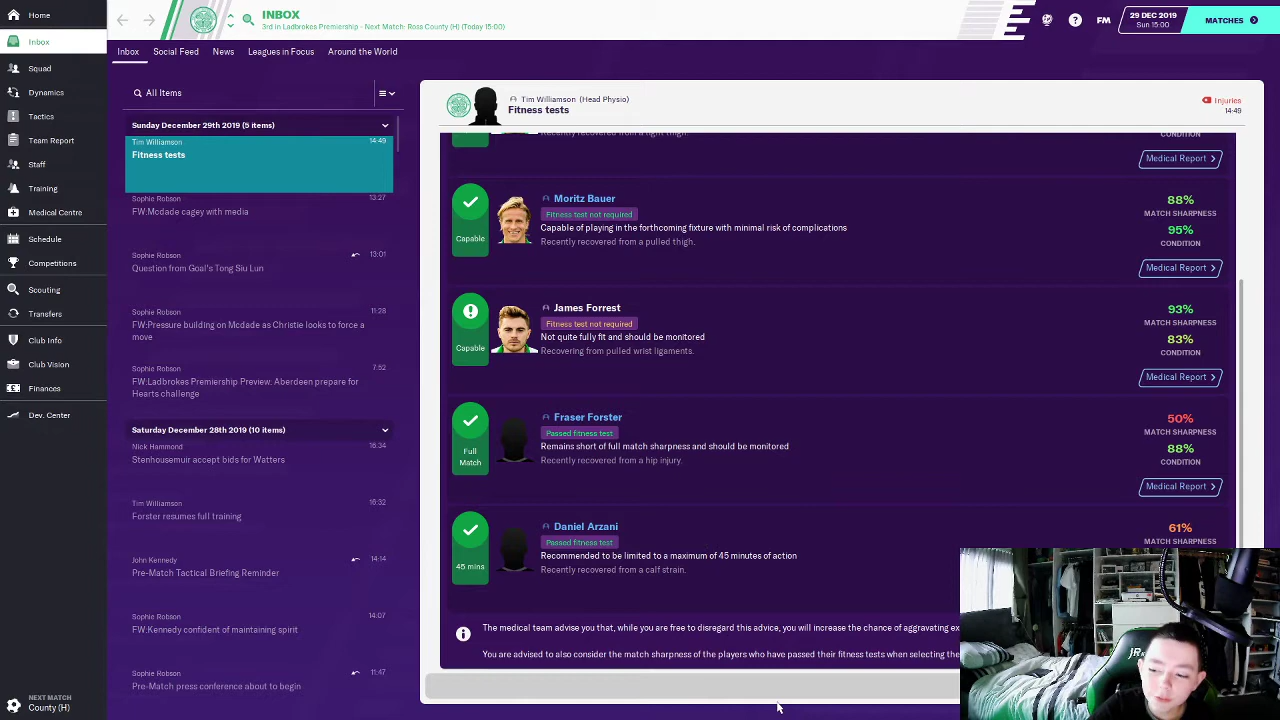 INBOX
3rd in Ladbrokes Premiership - Next Match: Ross County (H) (Today 15:00)
FM
29 DEC 2019
Sun 15:00
MATCHES
Inbox
Squad
Dynamics
Tactics
Team Report
Staff
Training
Medical Centre
Schedule
Competitions
Scouting
Transfers
Club Info
Club Vision
Finances
Dev. Center
NEXT MATCH
County (H)
Inbox
Social Feed
News
Leagues in Focus
Around the World
All Items
Sunday December 29th 2019 (5 items)
Tim Williamson 14:49
Fitness tests
Sophie Robson 13:27
FW:Mcdade cagey with media
Sophie Robson 13:01
Question from Goal's Tong Siu Lun
Sophie Robson 11:28
FW:Pressure building on Mcdade as Christie looks to force a
move
Sophie Robson 7:52
FW:Ladbrokes Premiership Preview: Aberdeen prepare for
Hearts challenge
Saturday December 28th 2019 (10 items)
Nick Hammond 16:34
Stenhousemuir accept bids for Watters
Tim Williamson 16:32
Forster resumes full training
John Kennedy 14:14
Pre-Match Tactical Briefing Reminder
Sophie Robson 14:07
FW:Kennedy confident of maintaining spirit
Sophie Robson 11:47
Pre-Match press conference about to begin
Tim Williamson (Head Physio)
Fitness tests
Injuries
14:49
Recently recovered from a tight thigh.
CONDITION
Medical Report
Capable
Moritz Bauer
Fitness test not required
Capable of playing in the forthcoming fixture with minimal risk of complications
Recently recovered from a pulled thigh.
88%
MATCH SHARPNESS
95%
CONDITION
Medical Report
Capable
James Forrest
Fitness test not required
Not quite fully fit and should be monitored
Recovering from pulled wrist ligaments.
93%
MATCH SHARPNESS
83%
CONDITION
Medical Report
Full
Match
Fraser Forster
Passed fitness test
Remains short of full match sharpness and should be monitored
Recently recovered from a hip injury.
50%
MATCH SHARPNESS
88%
CONDITION
Medical Report
45 mins
Daniel Arzani
Passed fitness test
Recommended to be limited to a maximum of 45 minutes of action
Recently recovered from a calf strain.
61%
MATCH SHARPNESS
The medical team advise you that, while you are free to disregard this advice, you will increase the chance of aggravating ex
You are advised to also consider the match sharpness of the players who have passed their fitness tests when selecting the